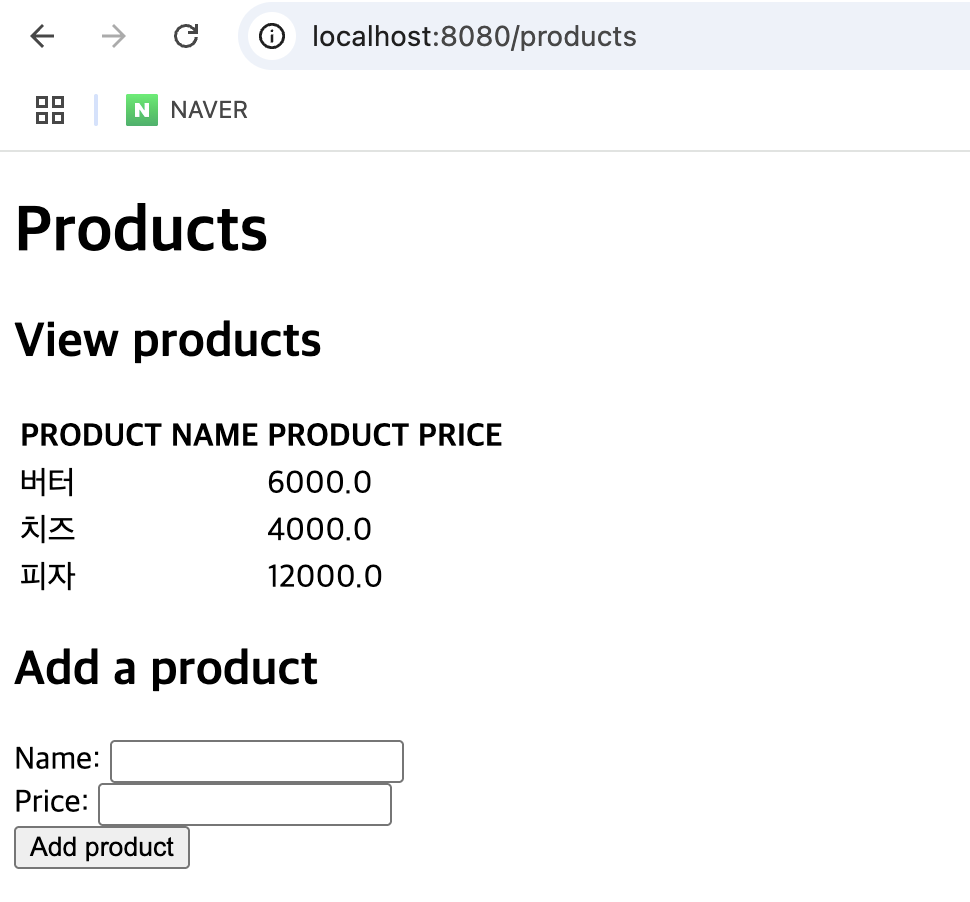 localhost:8080/products
N NAVER
Products
View products
PRODUCT NAME PRODUCT PRICE
버터 6000.0
치즈 4000.0
피자 12000.0
Add a product
Name:
Price:
Add product